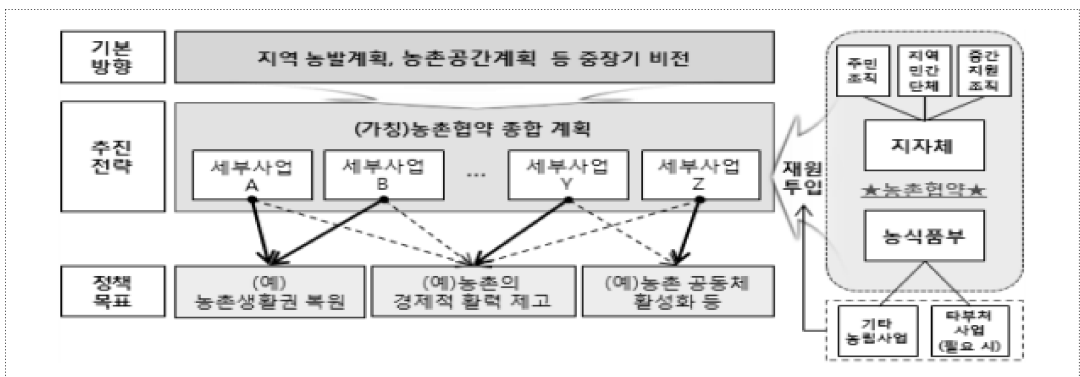 기본
방향
지역 농발계획, 농촌공간계획 등 중장기 비전
추진
전략
(가칭)농촌협약 종합 계획
세부사업
A
세부사업
B
...
세부사업
Y
세부사업
Z
정책
목표
(예)
농촌생활권 복원
(예)농촌의
경제적 활력 제고
(예)농촌 공동체
활성화 등
재원
투입
주민
조직
지역
민간
단체
중간
지원
조직
지자체
★농촌협약★
농식품부
기타
농림사업
타부처
사업
(필요 시)